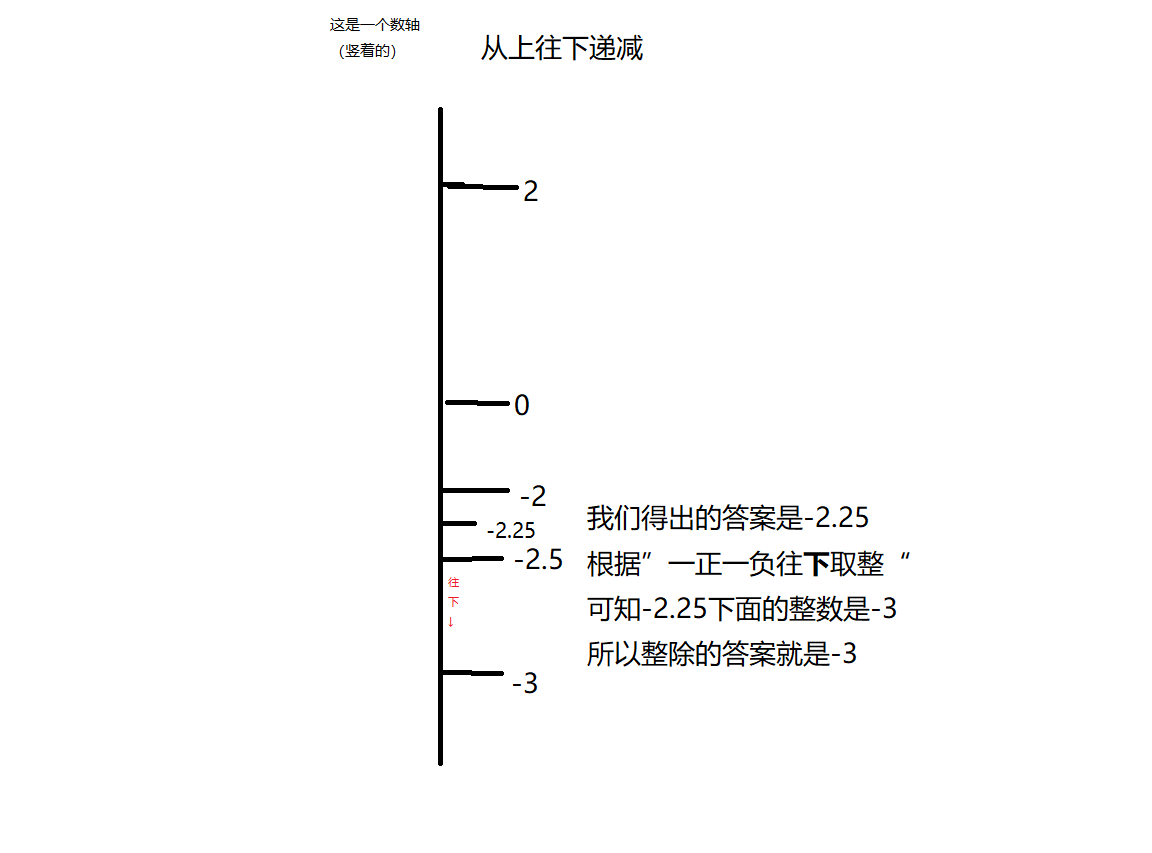 这是一个数轴
（竖着的）
从上往下递减
2
0
-2
-2.25
-2.5
往
下
↓
-3
我们得出的答案是-2.25
根据”一正一负往下取整“
可知-2.25下面的整数是-3
所以整除的答案就是-3